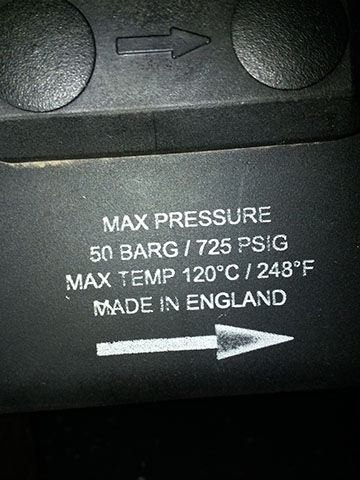 MAX PRESSURE
50 BARG / 725 PSIG
MAX TEMP 120°C / 248°F
MADE IN ENGLAND